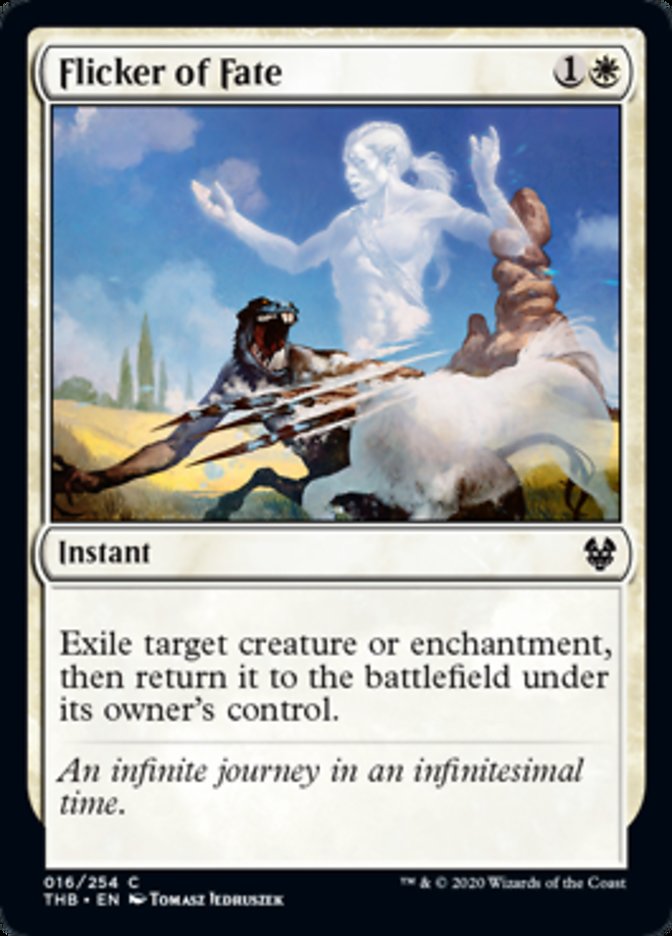 Flicker of Fate 1
Instant
Exile target creature or enchantment,
then return it to the battlefield under
its owner's control.
An infinite journey in an infinitesimal
time.
016/254 C ™ & © 2020 Wizards of the Coast
THB • EN Tomasz Jedruszek